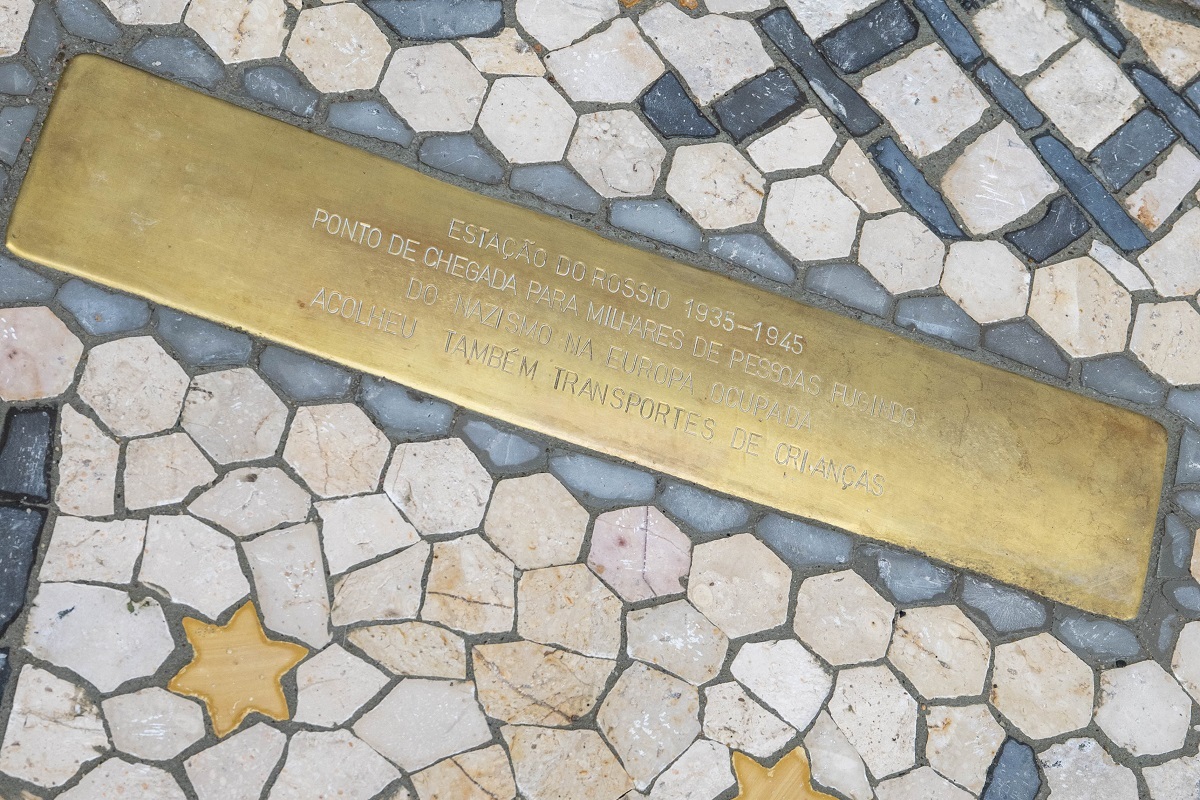 ESTAÇÃO DO ROSSIO 1935–1945
PONTO DE CHEGADA PARA MILHARES DE PESSOAS FUGINDO
DO NAZISMO NA EUROPA OCUPADA
ACOLHEU TAMBÉM TRANSPORTES DE CRIANÇAS